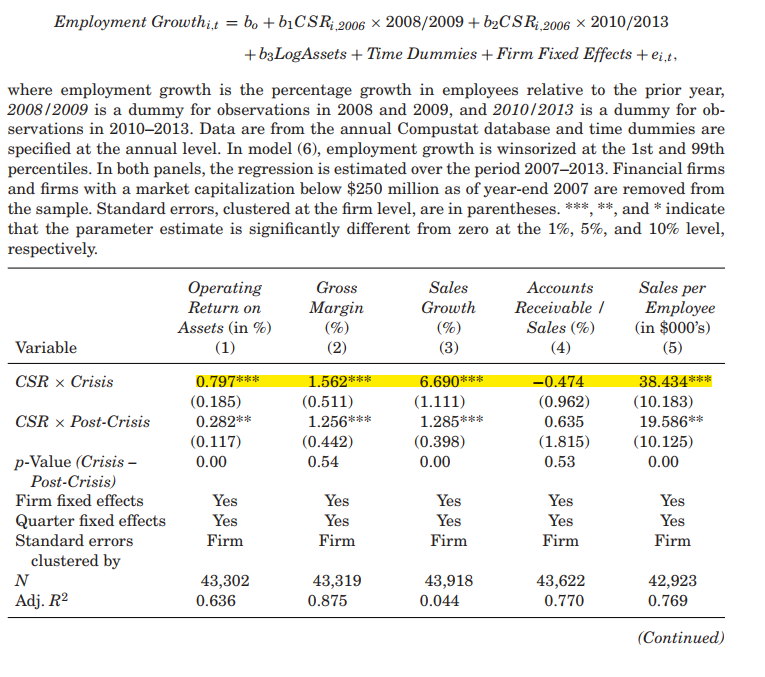 Employment Growthi,t = bo + b1CSRi,2006 × 2008/2009 + b2CSRi,2006 × 2010/2013
+b3LogAssets + Time Dummies + Firm Fixed Effects + ei,t,
where employment growth is the percentage growth in employees relative to the prior year,
2008/2009 is a dummy for observations in 2008 and 2009, and 2010/2013 is a dummy for ob-
servations in 2010–2013. Data are from the annual Compustat database and time dummies are
specified at the annual level. In model (6), employment growth is winsorized at the 1st and 99th
percentiles. In both panels, the regression is estimated over the period 2007–2013. Financial firms
and firms with a market capitalization below $250 million as of year-end 2007 are removed from
the sample. Standard errors, clustered at the firm level, are in parentheses. ***, **, and * indicate
that the parameter estimate is significantly different from zero at the 1%, 5%, and 10% level,
respectively.
Operating Gross Sales Accounts Sales per
Return on Margin Growth Receivable / Employee
Assets (in %) (%) (%) Sales (%) (in $000's)
Variable (1) (2) (3) (4) (5)
CSR × Crisis 0.797*** 1.562*** 6.690*** −0.474 38.434***
(0.185) (0.511) (1.111) (0.962) (10.183)
CSR × Post-Crisis 0.282** 1.256*** 1.285*** 0.635 19.586**
(0.117) (0.442) (0.398) (1.815) (10.125)
p-Value (Crisis – 0.00 0.54 0.00 0.53 0.00
Post-Crisis)
Firm fixed effects Yes Yes Yes Yes Yes
Quarter fixed effects Yes Yes Yes Yes Yes
Standard errors Firm Firm Firm Firm Firm
clustered by
N 43,302 43,319 43,918 43,622 42,923
Adj. R² 0.636 0.875 0.044 0.770 0.769
(Continued)